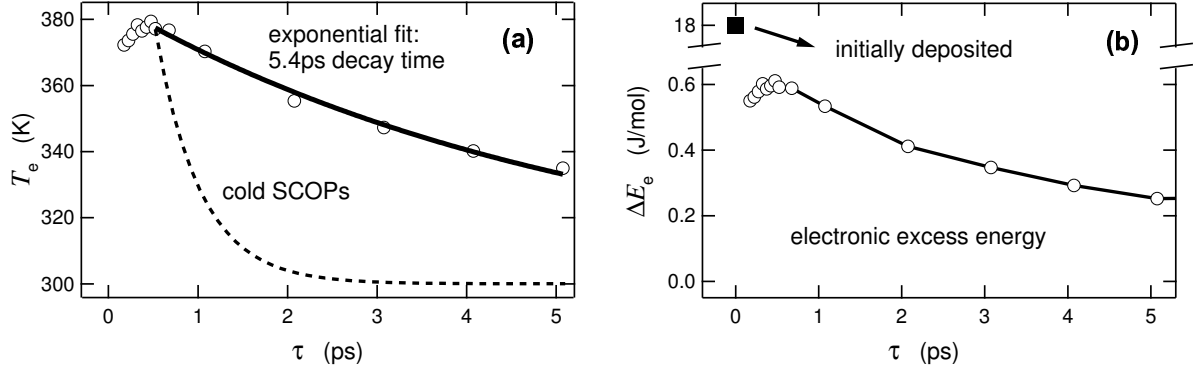 380
360
340
320
300
T_e (K)
(a)
exponential fit:
5.4ps decay time
cold SCOPs
0
1
2
3
4
5
τ (ps)
18
0.6
0.4
0.2
0.0
ΔE_e (J/mol)
(b)
initially deposited
electronic excess energy
0
1
2
3
4
5
τ (ps)